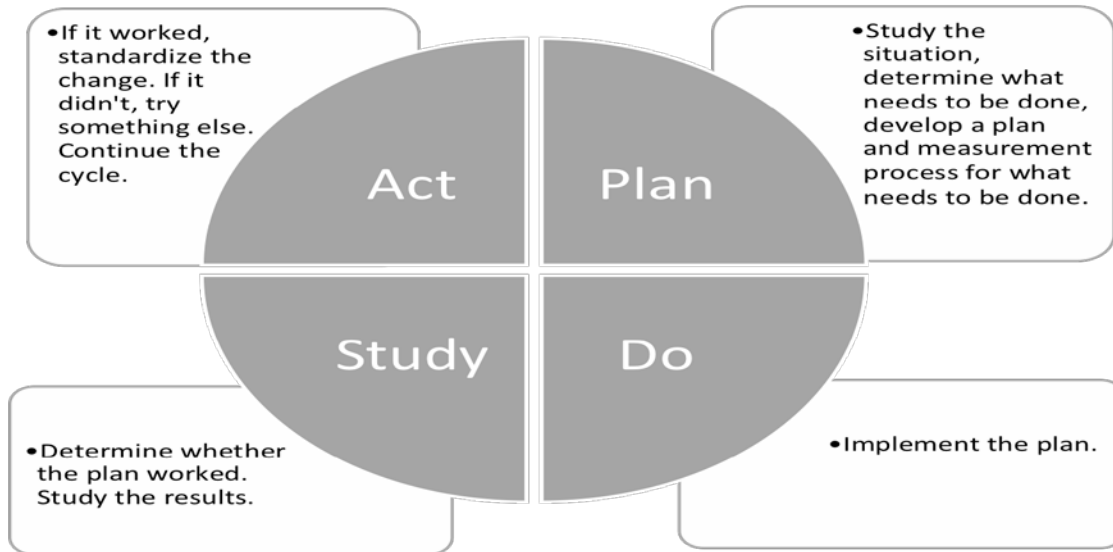 •If it worked,
standardize the
change. If it
didn't, try
something else.
Continue the
cycle.
•Study the
situation,
determine what
needs to be done,
develop a plan
and measurement
process for what
needs to be done.
Act
Plan
Study
Do
•Determine whether
the plan worked.
Study the results.
•Implement the plan.